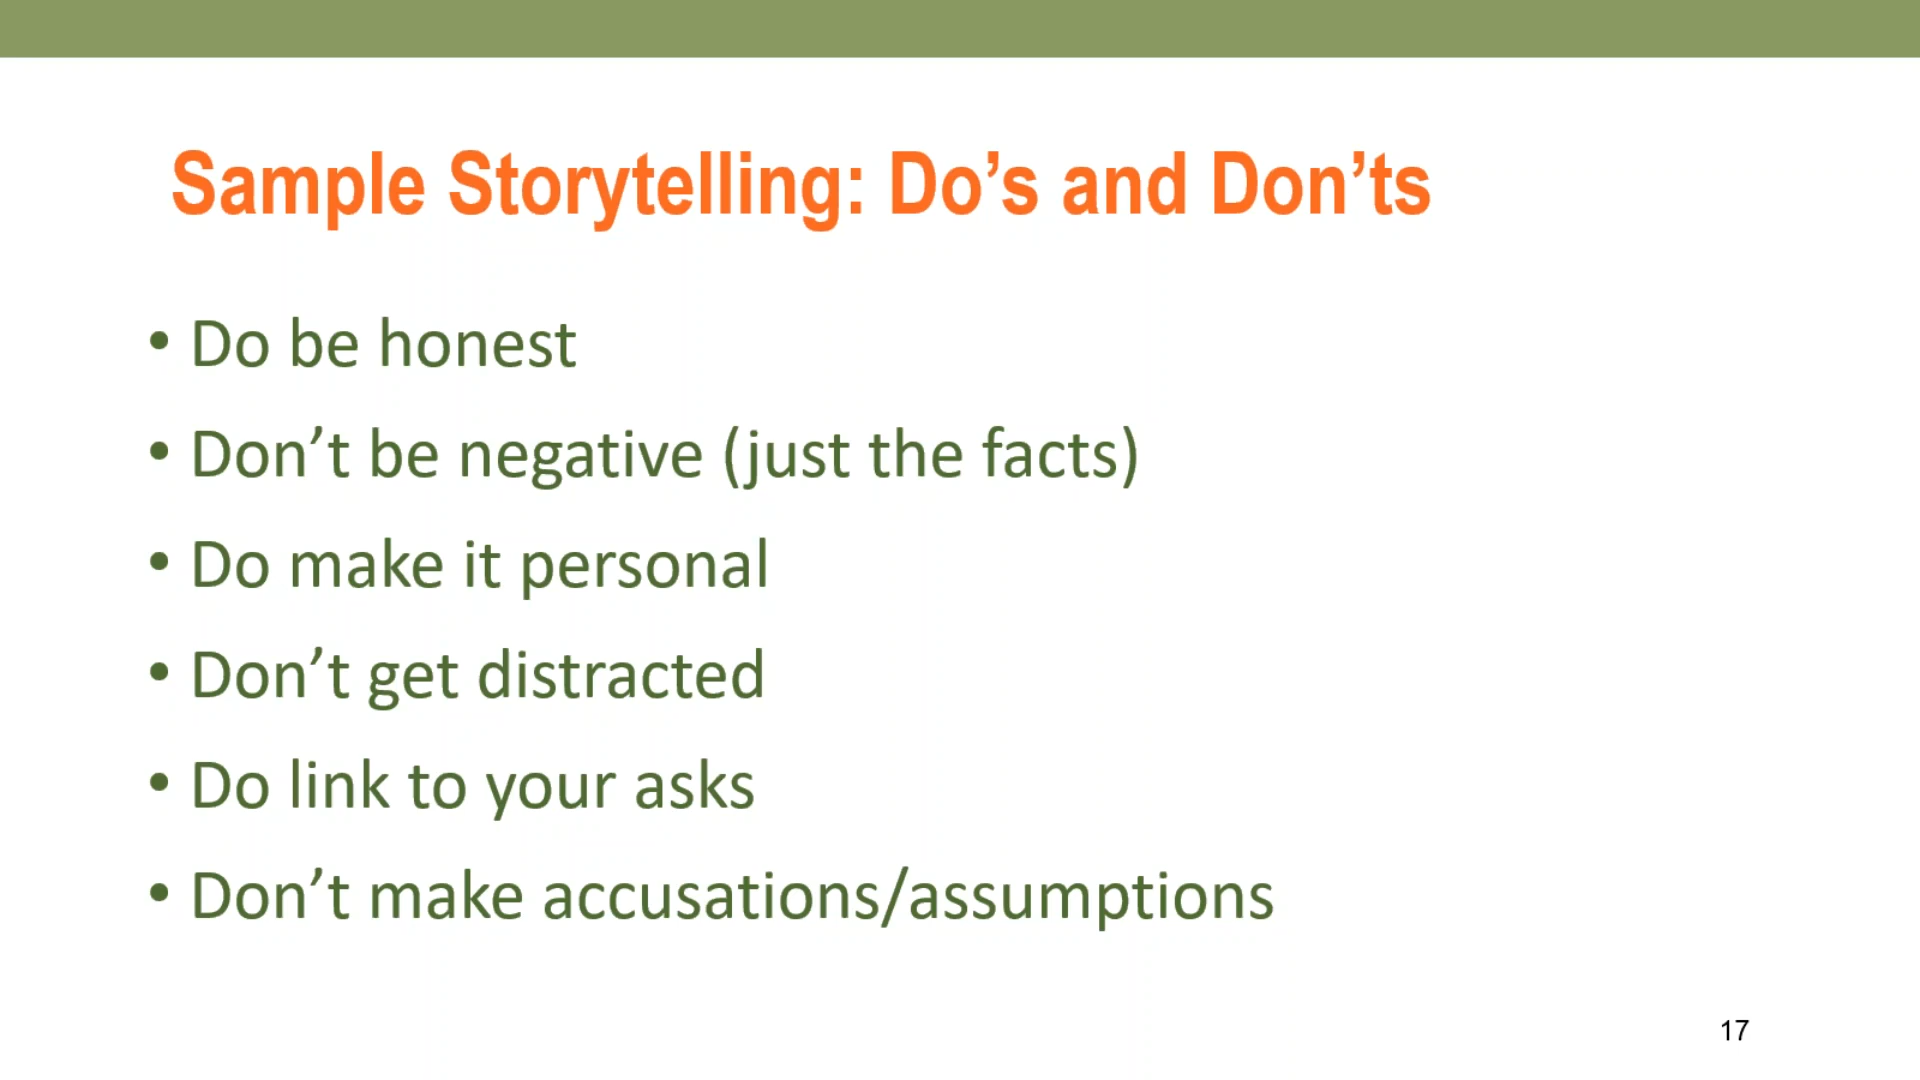 Sample Storytelling: Do’s and Don’ts
• Do be honest
• Don’t be negative (just the facts)
• Do make it personal
• Don’t get distracted
• Do link to your asks
• Don’t make accusations/assumptions
17